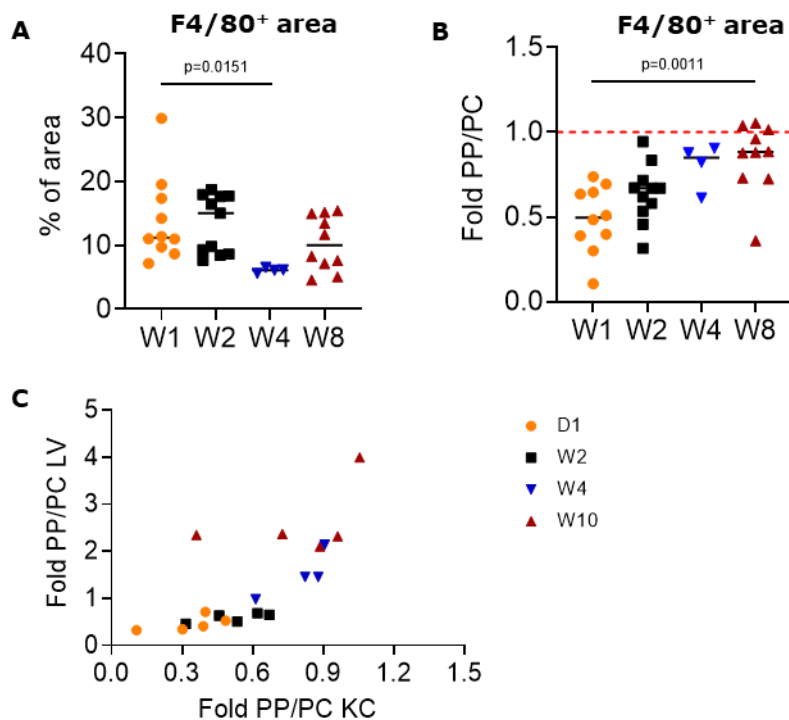 A
F4/80⁺ area
p=0.0151
% of area
40
30
20
10
0
W1 W2 W4 W8
B
F4/80⁺ area
p=0.0011
Fold PP/PC
1.5
1.0
0.5
0.0
W1 W2 W4 W8
C
Fold PP/PC LV
5
4
3
2
1
0
0.0 0.3 0.6 0.9 1.2 1.5
Fold PP/PC KC
D1
W2
W4
W10